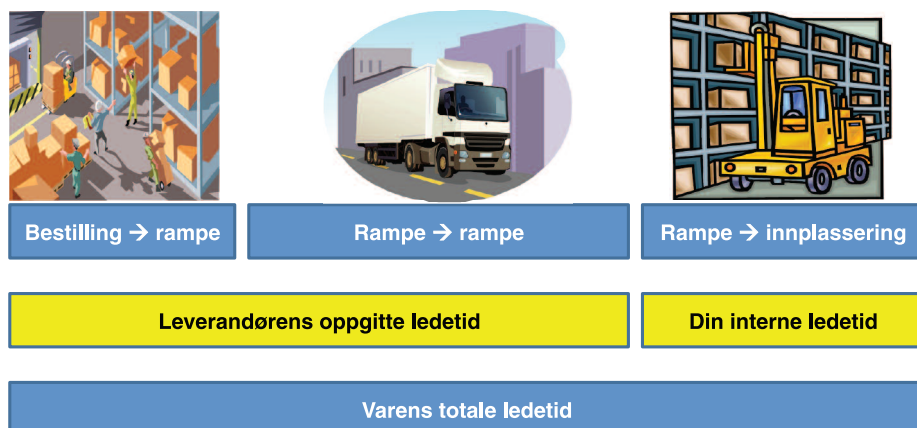 Bestilling → rampe
Rampe → rampe
Rampe → innplassering
Leverandørens oppgitte ledetid
Din interne ledetid
Varens totale ledetid